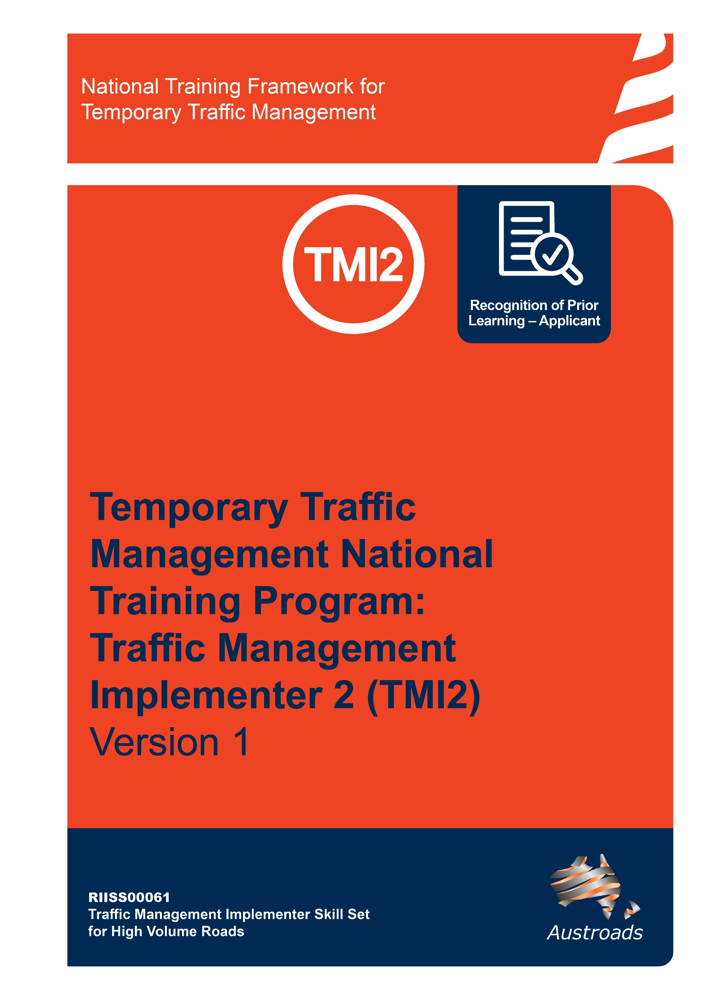 National Training Framework for
Temporary Traffic Management
TMI2
Recognition of Prior
Learning – Applicant
Temporary Traffic
Management National
Training Program:
Traffic Management
Implementer 2 (TMI2)
Version 1
RIISS00061
Traffic Management Implementer Skill Set
for High Volume Roads
Austroads